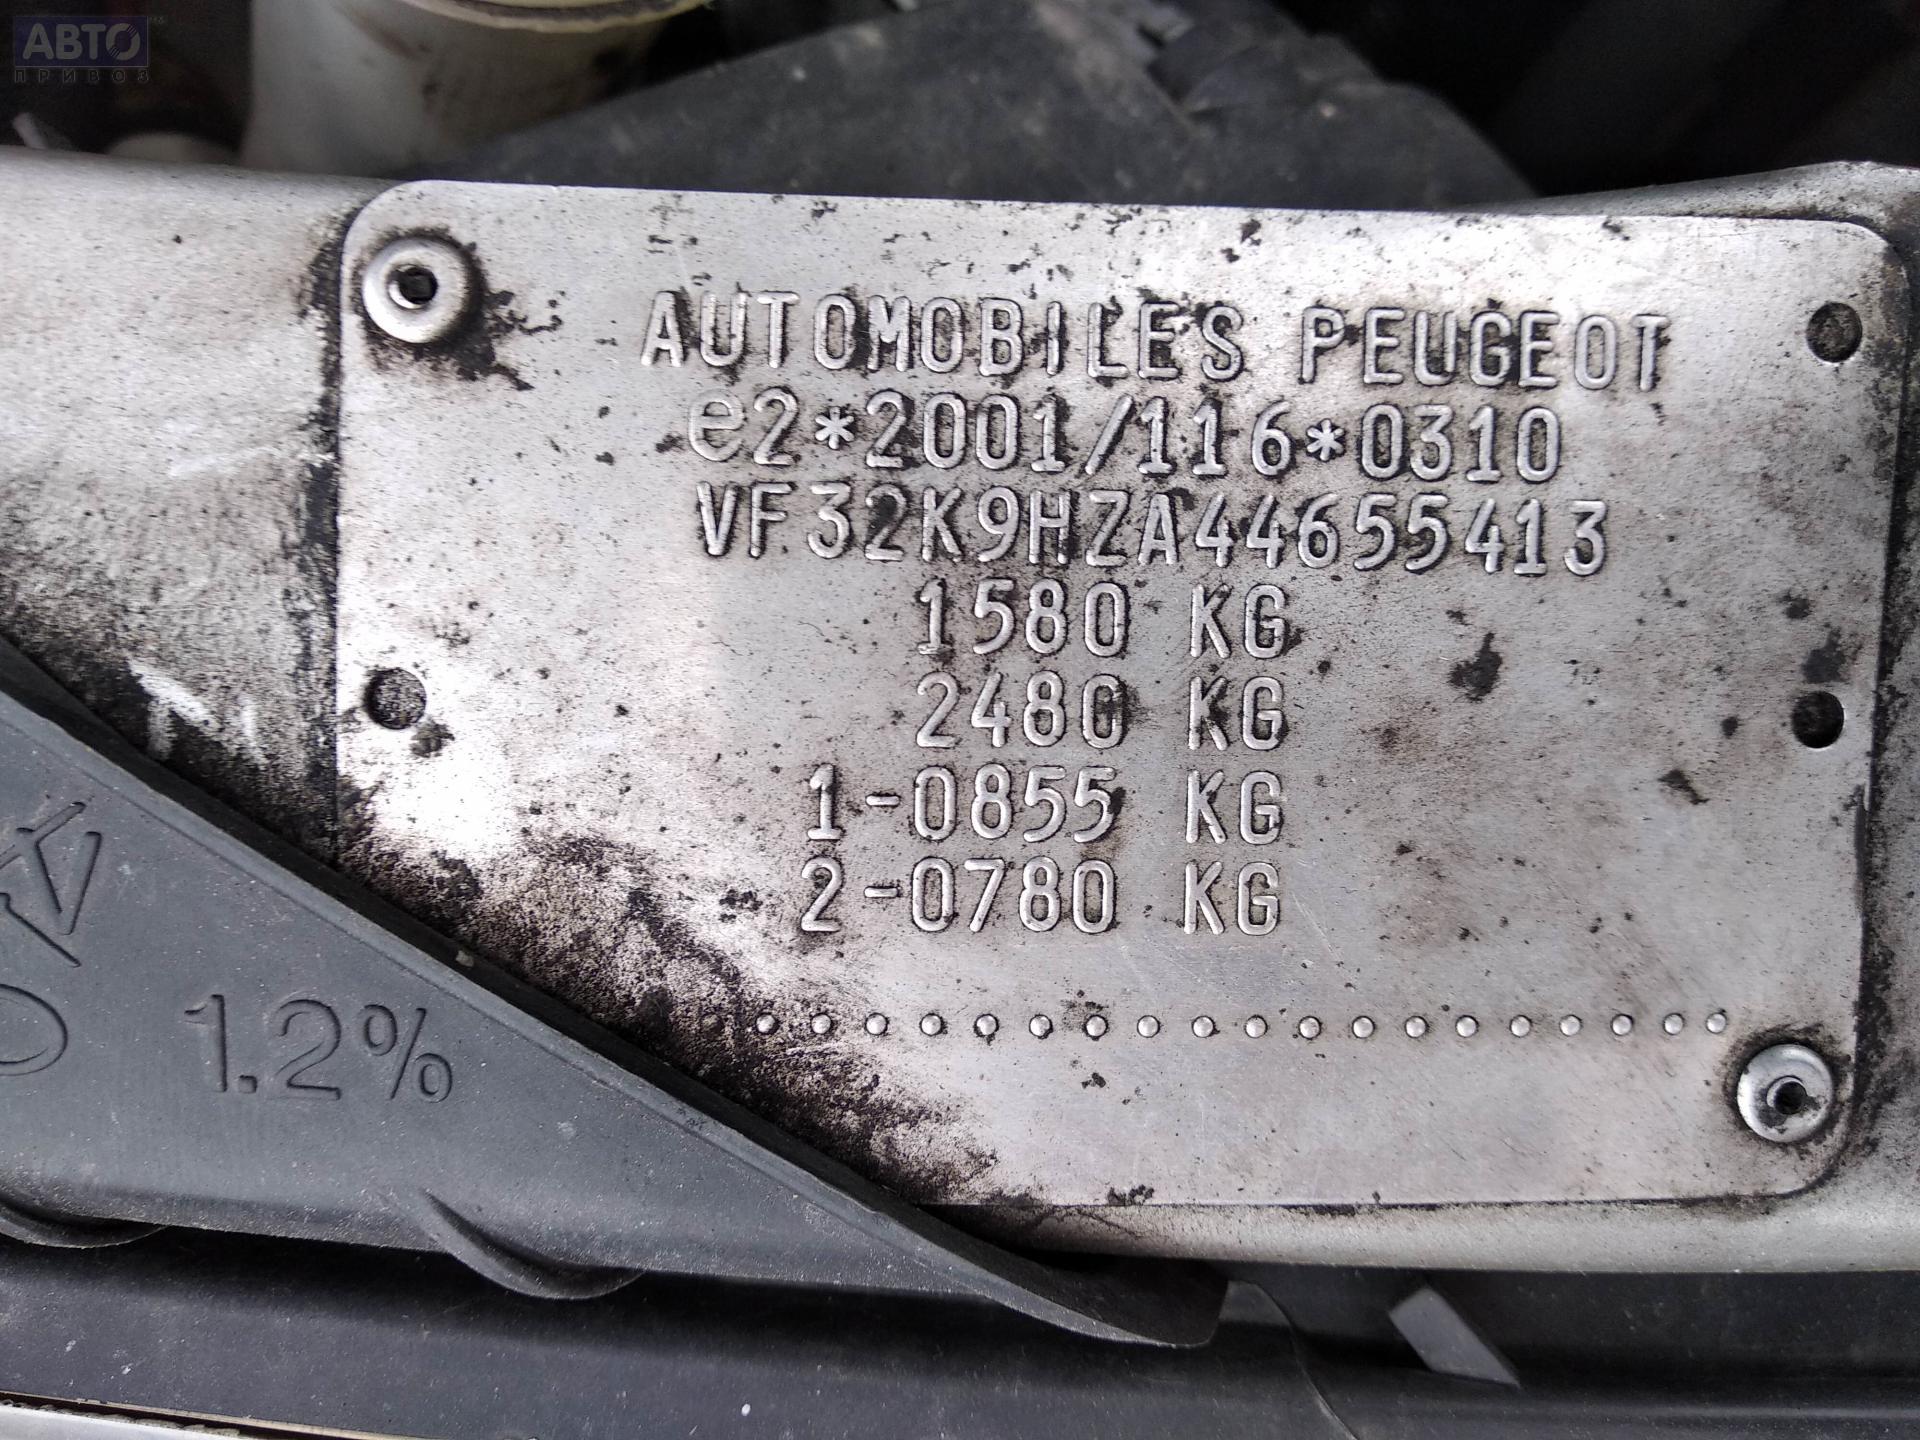 АВТО
ПРИВОЗ
AUTOMOBILES PEUGEOT
e2*2001/116*0310
VF32K9HZA44655413
1580 KG
2480 KG
1-0855 KG
2-0780 KG
....................
1.2%